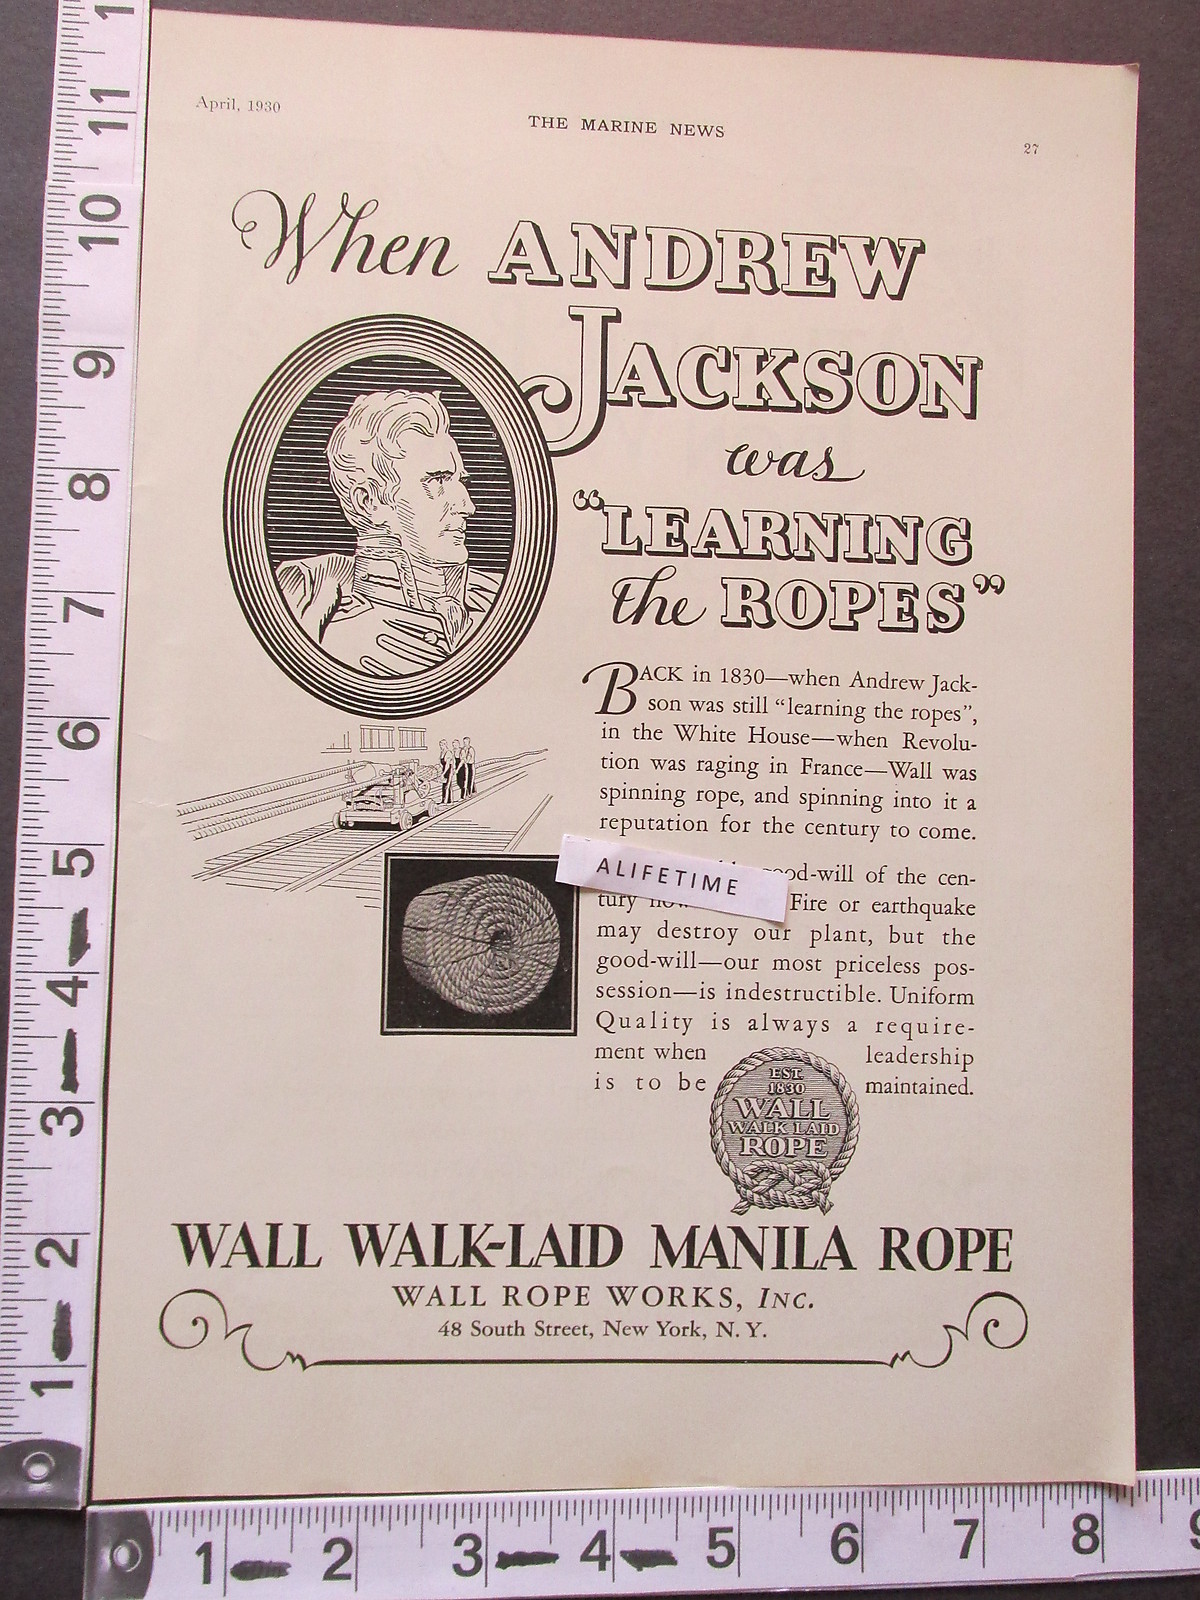 April, 1930
THE MARINE NEWS
27
When ANDREW
JACKSON
was
"LEARNING
the ROPES"
BACK in 1830—when Andrew Jack-
son was still "learning the ropes",
in the White House—when Revolu-
tion was raging in France—Wall was
spinning rope, and spinning into it a
reputation for the century to come.
ALIFETIME
good-will of the cen-
tury now Fire or earthquake
may destroy our plant, but the
good-will—our most priceless pos-
session—is indestructible. Uniform
Quality is always a require-
ment when leadership
is to be maintained.
EST.
1830
WALL
WALK LAID
ROPE
WALL WALK-LAID MANILA ROPE
WALL ROPE WORKS, INC.
48 South Street, New York, N. Y.
11
10
9
8
7
6
5
4
3
2
1
1 2 3 4 5 6 7 8 9